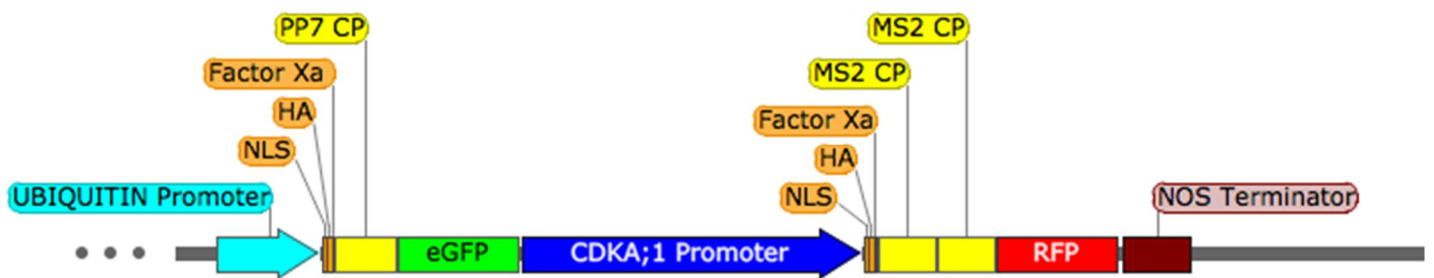 PP7 CP
MS2 CP
Factor Xa
MS2 CP
HA
Factor Xa
NLS
HA
UBIQUITIN Promoter
NLS
NOS Terminator
eGFP
CDKA;1 Promoter
RFP